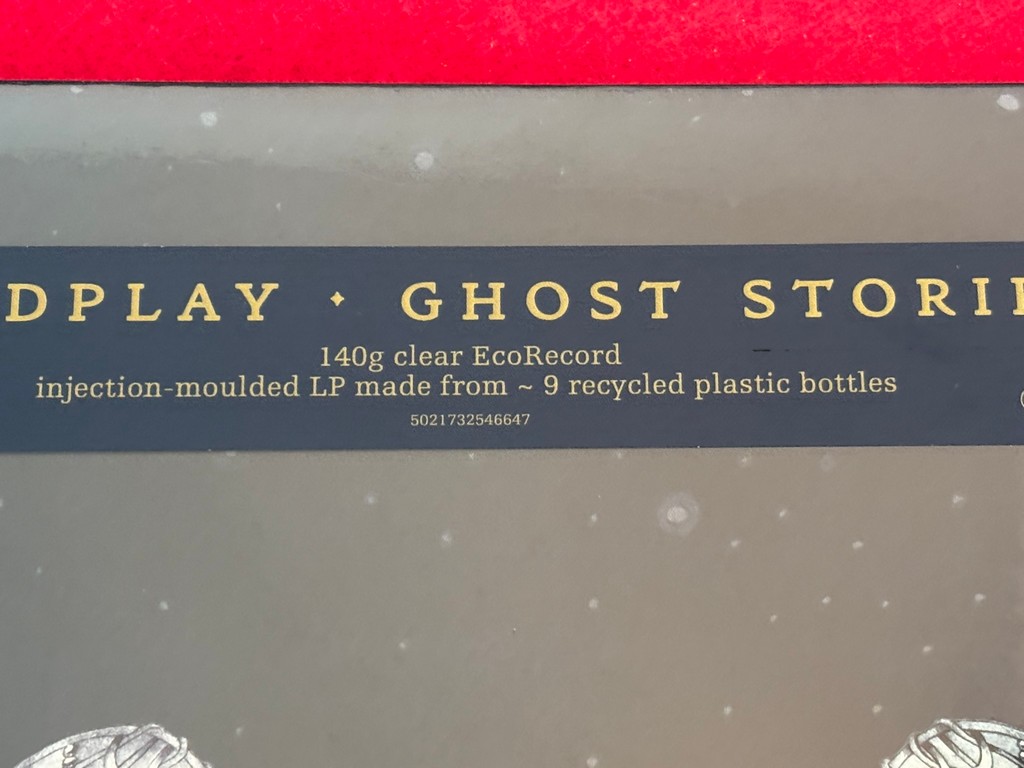 DPLAY · GHOST STORI
140g clear EcoRecord
injection-moulded LP made from ~ 9 recycled plastic bottles
5021732546647